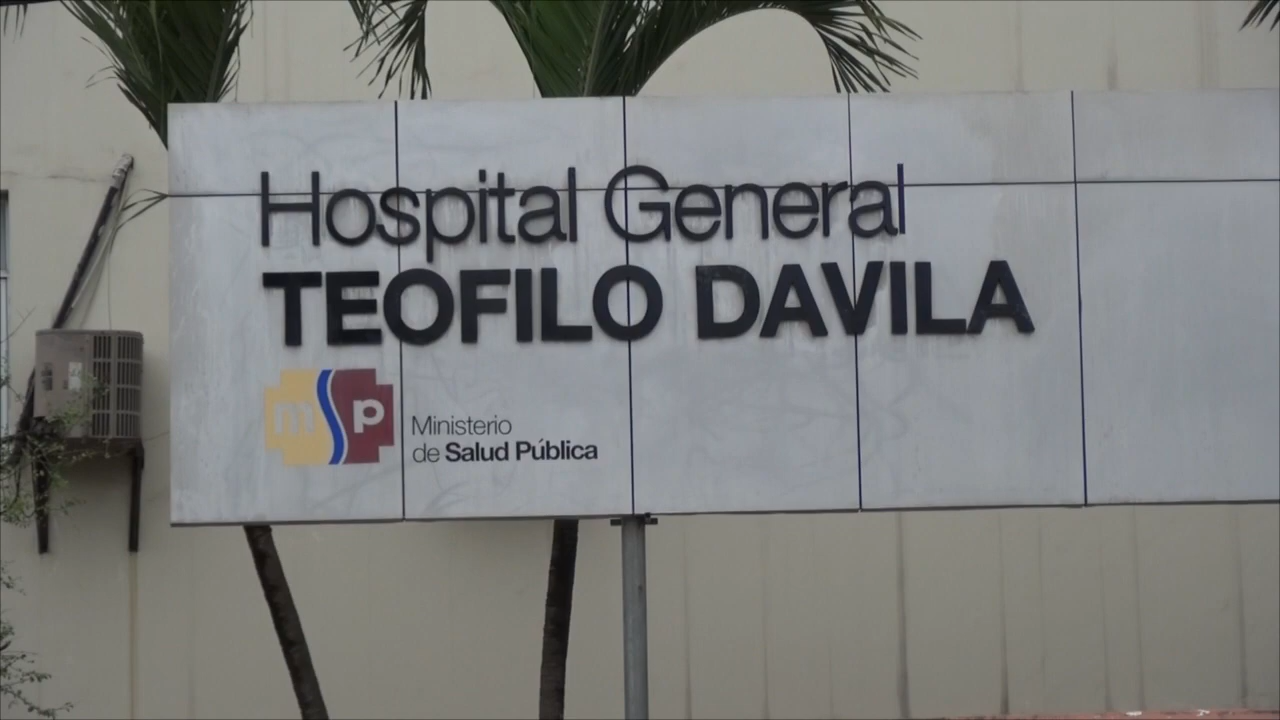 Hospital General
TEOFILO DAVILA
msp
Ministerio
de Salud Pública